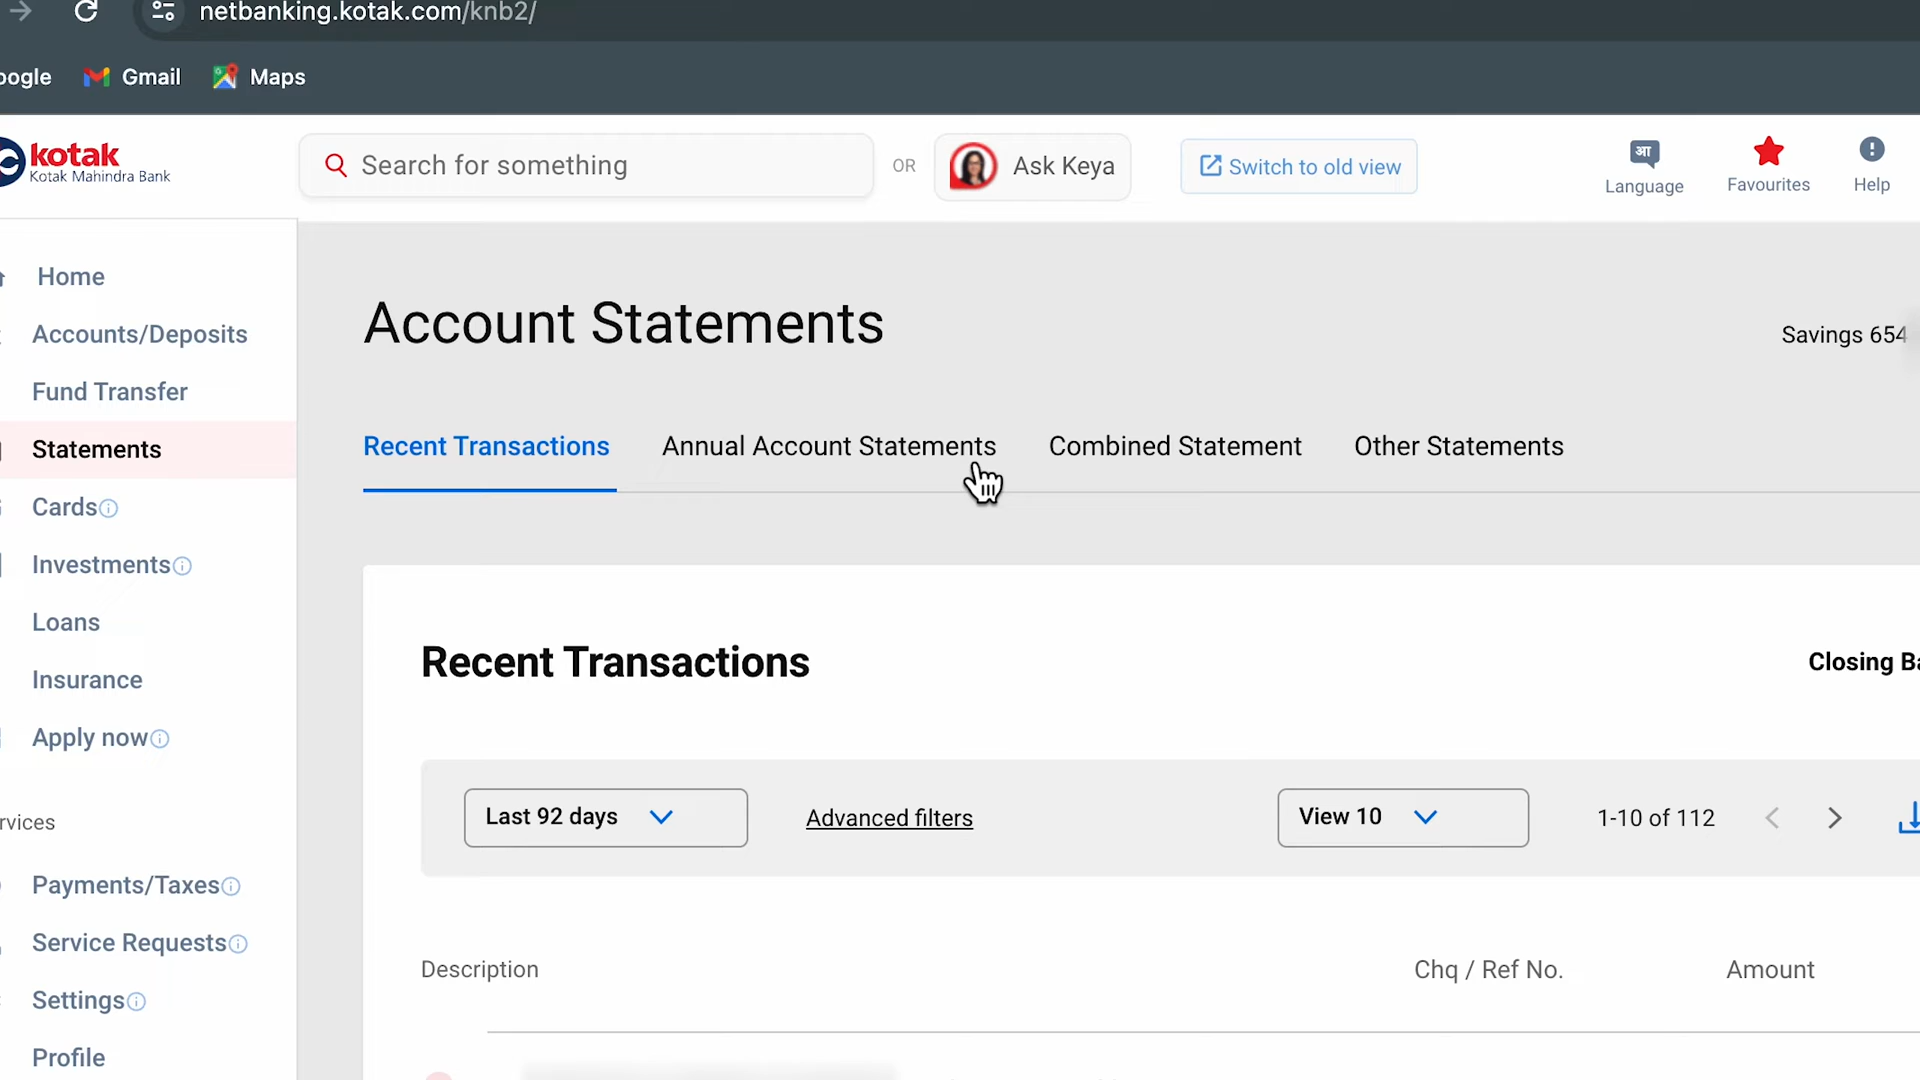 netbanking.kotak.com/knb2/
Gmail
Maps
kotak
Kotak Mahindra Bank
Search for something
OR
Ask Keya
Switch to old view
अा
Language
Favourites
Help
Home
Accounts/Deposits
Fund Transfer
Statements
Cards
Investments
Loans
Insurance
Apply now
Payments/Taxes
Service Requests
Settings
Profile
Account Statements
Savings 654
Recent Transactions
Annual Account Statements
Combined Statement
Other Statements
Recent Transactions
Closing
Last 92 days
Advanced filters
View 10
1-10 of 112
Description
Chq / Ref No.
Amount